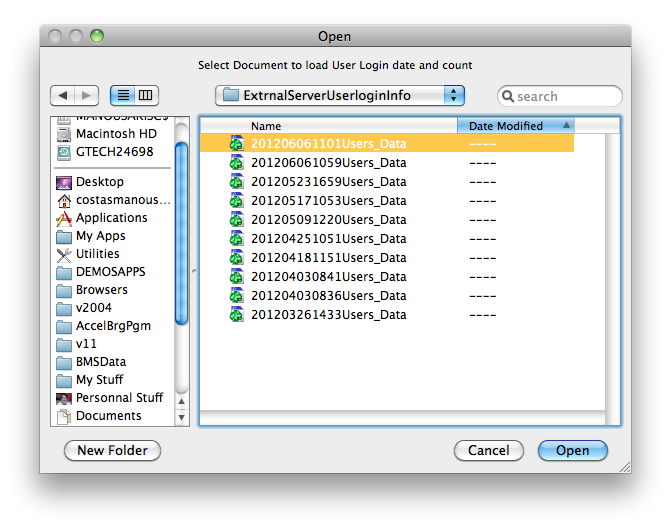 Open
Select Document to load User Login date and count
ExtrnalServerUserloginInfo
search
MANOUSARISC$
Macintosh HD
GTECH24698
Desktop
costasmanous...
Applications
My Apps
Utilities
DEMOSAPPS
Browsers
v2004
AccelBrgPgm
v11
BMSData
My Stuff
Personnal Stuff
Documents
Name Date Modified
201206061101Users_Data ----
201206061059Users_Data ----
201205231659Users_Data ----
201205171053Users_Data ----
201205091220Users_Data ----
201204251051Users_Data ----
201204181151Users_Data ----
201204030841Users_Data ----
201204030836Users_Data ----
201203261433Users_Data ----
New Folder
Cancel
Open